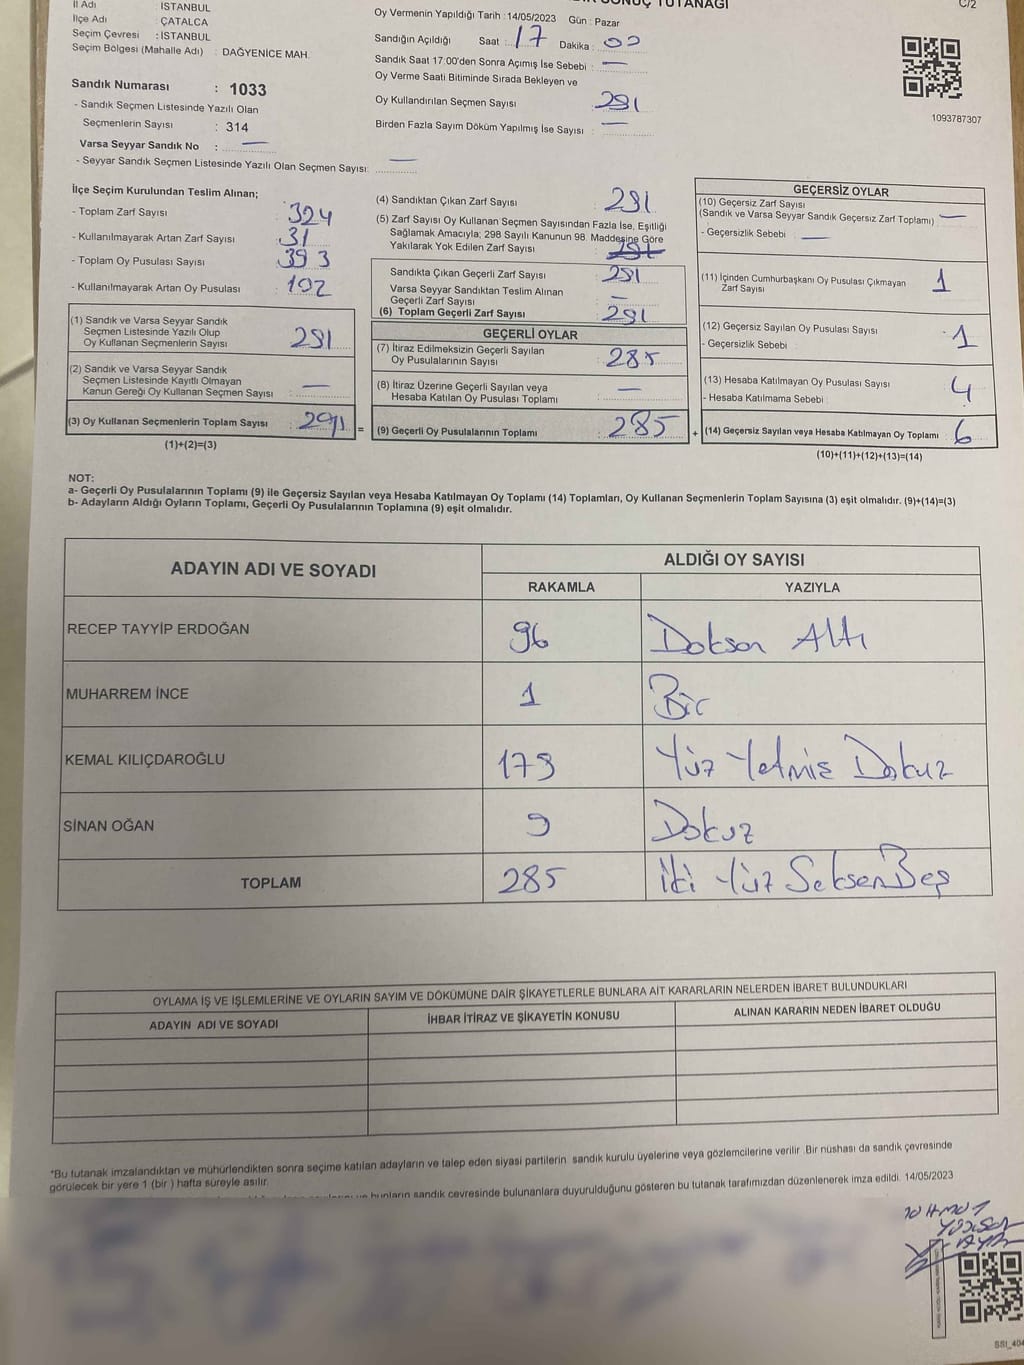 SONUÇ TUTANAĞI
C/2
İl Adı : İSTANBUL
İlçe Adı : ÇATALCA
Seçim Çevresi : İSTANBUL
Seçim Bölgesi (Mahalle Adı) : DAĞYENİCE MAH.
Oy Vermenin Yapıldığı Tarih : 14/05/2023 Gün : Pazar
Sandığın Açıldığı Saat : 17 Dakika : 00
Sandık Saat 17:00'den Sonra Açımış İse Sebebi : —
Oy Verme Saati Bitiminde Sırada Bekleyen ve
Oy Kullandırılan Seçmen Sayısı 291
Birden Fazla Sayım Döküm Yapılmış İse Sayısı : —
1093787307
Sandık Numarası : 1033
- Sandık Seçmen Listesinde Yazılı Olan
Seçmenlerin Sayısı : 314
Varsa Seyyar Sandık No : —
- Seyyar Sandık Seçmen Listesinde Yazılı Olan Seçmen Sayısı: —
İlçe Seçim Kurulundan Teslim Alınan;
- Toplam Zarf Sayısı : 324
- Kullanılmayarak Artan Zarf Sayısı : 31
- Toplam Oy Pusulası Sayısı : 393
- Kullanılmayarak Artan Oy Pusulası : 102
(1) Sandık ve Varsa Seyyar Sandık
Seçmen Listesinde Yazılı Olup
Oy Kullanan Seçmenlerin Sayısı : 291
(2) Sandık ve Varsa Seyyar Sandık
Seçmen Listesinde Kayıtlı Olmayan
Kanun Gereği Oy Kullanan Seçmen Sayısı : —
(3) Oy Kullanan Seçmenlerin Toplam Sayısı : 291 =
(1)+(2)=(3)
(4) Sandıktan Çıkan Zarf Sayısı : 291
(5) Zarf Sayısı Oy Kullanan Seçmen Sayısından Fazla İse, Eşitliği
Sağlamak Amacıyla; 298 Sayılı Kanunun 98. Maddesine Göre
Yakılarak Yok Edilen Zarf Sayısı :
Sandıkta Çıkan Geçerli Zarf Sayısı : 291
Varsa Seyyar Sandıktan Teslim Alınan
Geçerli Zarf Sayısı : —
(6) Toplam Geçerli Zarf Sayısı : 291
GEÇERLİ OYLAR
(7) İtiraz Edilmeksizin Geçerli Sayılan
Oy Pusulalarının Sayısı : 285
(8) İtiraz Üzerine Geçerli Sayılan veya
Hesaba Katılan Oy Pusulası Toplamı : —
(9) Geçerli Oy Pusulalarının Toplamı : 285 +
GEÇERSİZ OYLAR
(10) Geçersiz Zarf Sayısı
(Sandık ve Varsa Seyyar Sandık Geçersiz Zarf Toplamı) : —
- Geçersizlik Sebebi : —
(11) İçinden Cumhurbaşkanı Oy Pusulası Çıkmayan
Zarf Sayısı 1
(12) Geçersiz Sayılan Oy Pusulası Sayısı : 1
- Geçersizlik Sebebi :
(13) Hesaba Katılmayan Oy Pusulası Sayısı : 4
- Hesaba Katılmama Sebebi :
(14) Geçersiz Sayılan veya Hesaba Katılmayan Oy Toplamı : 6
(10)+(11)+(12)+(13)=(14)
NOT:
a- Geçerli Oy Pusulalarının Toplamı (9) ile Geçersiz Sayılan veya Hesaba Katılmayan Oy Toplamı (14) Toplamları, Oy Kullanan Seçmenlerin Toplam Sayısına (3) eşit olmalıdır. (9)+(14)=(3)
b- Adayların Aldığı Oyların Toplamı, Geçerli Oy Pusulalarının Toplamına (9) eşit olmalıdır.
ADAYIN ADI VE SOYADI ALDIĞI OY SAYISI
RAKAMLA YAZIYLA
RECEP TAYYİP ERDOĞAN 96 Doksan Altı
MUHARREM İNCE 1 Bir
KEMAL KILIÇDAROĞLU 179 Yüz Yetmiş Dokuz
SİNAN OĞAN 9 Dokuz
TOPLAM 285 İki Yüz Seksen Beş
OYLAMA İŞ VE İŞLEMLERİNE VE OYLARIN SAYIM VE DÖKÜMÜNE DAİR ŞİKAYETLERLE BUNLARA AİT KARARLARIN NELERDEN İBARET BULUNDUKLARI
ADAYIN ADI VE SOYADI İHBAR İTİRAZ VE ŞİKAYETİN KONUSU ALINAN KARARIN NEDEN İBARET OLDUĞU
*Bu tutanak imzalandıktan ve mühürlendikten sonra seçime katılan adayların ve talep eden siyasi partilerin sandık kurulu üyelerine veya gözlemcilerine verilir .Bir nüshası da sandık çevresinde
görülecek bir yere 1 (bir ) hafta süreyle asılır.
bunların sandık çevresinde bulunanlara duyurulduğunu gösteren bu tutanak tarafımızdan düzenlenerek imza edildi. 14/05/2023